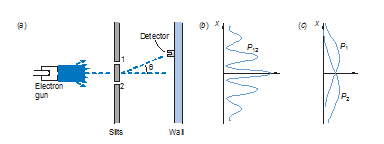 (a)
Detector
1
θ
2
Electron
gun
Slits
Wall
(b)
x
P12
(c)
x
P1
P2